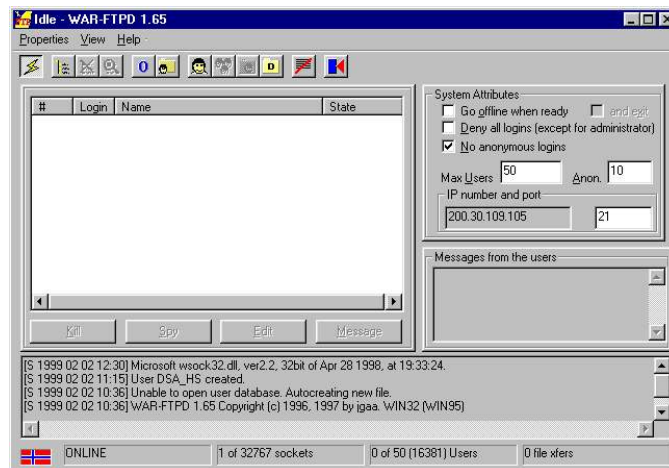 Idle - WAR-FTPD 1.65
Properties View Help
0 D
# Login Name State
Kill Spy Edit Message
System Attributes
Go offline when ready and exit
Deny all logins (except for administrator)
No anonymous logins
Max Users 50 Anon. 10
IP number and port
200.30.109.105 21
Messages from the users
[S 1999 02 02 12:30] Microsoft wsock32.dll, ver2.2, 32bit of Apr 28 1998, at 19:33:24.
[S 1999 02 02 11:15] User DSA_HS created.
[S 1999 02 02 10:36] Unable to open user database. Autocreating new file.
[S 1999 02 02 10:36] WAR-FTPD 1.65 Copyright (c) 1996, 1997 by jgaa. WIN32 (WIN95)
ONLINE 1 of 32767 sockets 0 of 50 (16381) Users 0 file xfers